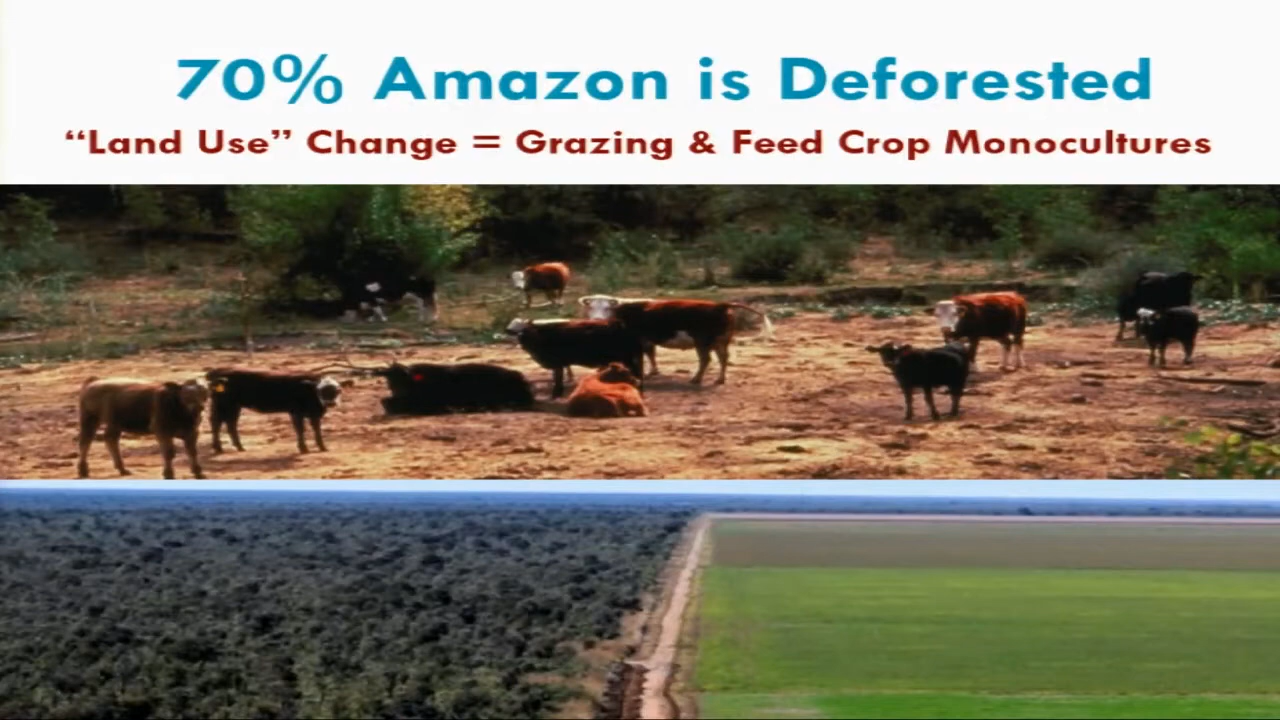 70% Amazon is Deforested
“Land Use” Change = Grazing & Feed Crop Monocultures